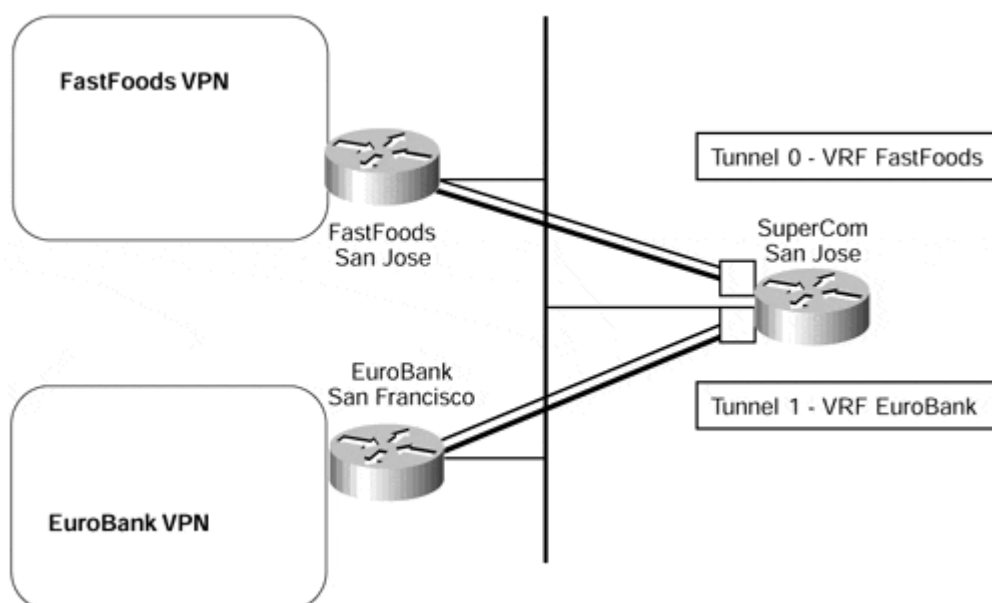 FastFoods VPN
Tunnel 0 - VRF FastFoods
FastFoods
San Jose
SuperCom
San Jose
EuroBank
San Francisco
Tunnel 1 - VRF EuroBank
EuroBank VPN